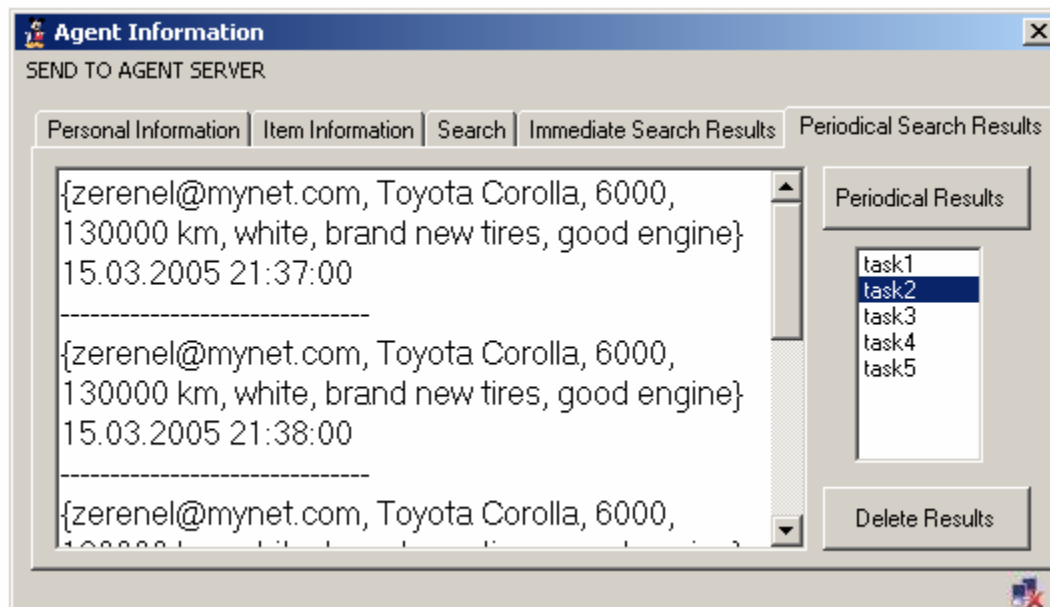 Agent Information
SEND TO AGENT SERVER
Personal Information Item Information Search Immediate Search Results Periodical Search Results
{zerenel@mynet.com, Toyota Corolla, 6000,
130000 km, white, brand new tires, good engine}
15.03.2005 21:37:00
-------------------------------
{zerenel@mynet.com, Toyota Corolla, 6000,
130000 km, white, brand new tires, good engine}
15.03.2005 21:38:00
-------------------------------
{zerenel@mynet.com, Toyota Corolla, 6000,
Periodical Results
task1
task2
task3
task4
task5
Delete Results